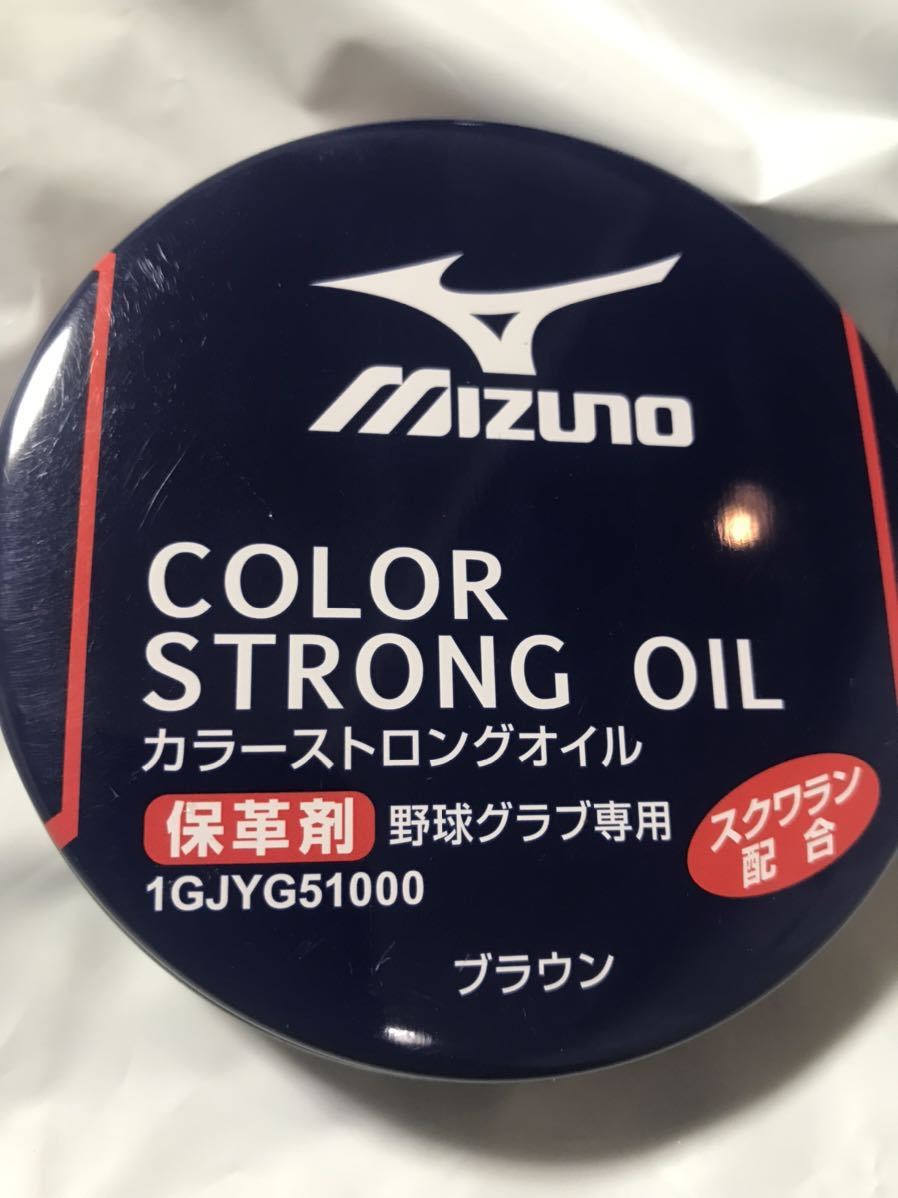 MIZUNO
COLOR
STRONG OIL
カラーストロングオイル
保革剤 野球グラブ専用
スクワラン
配合
1GJYG51000
ブラウン